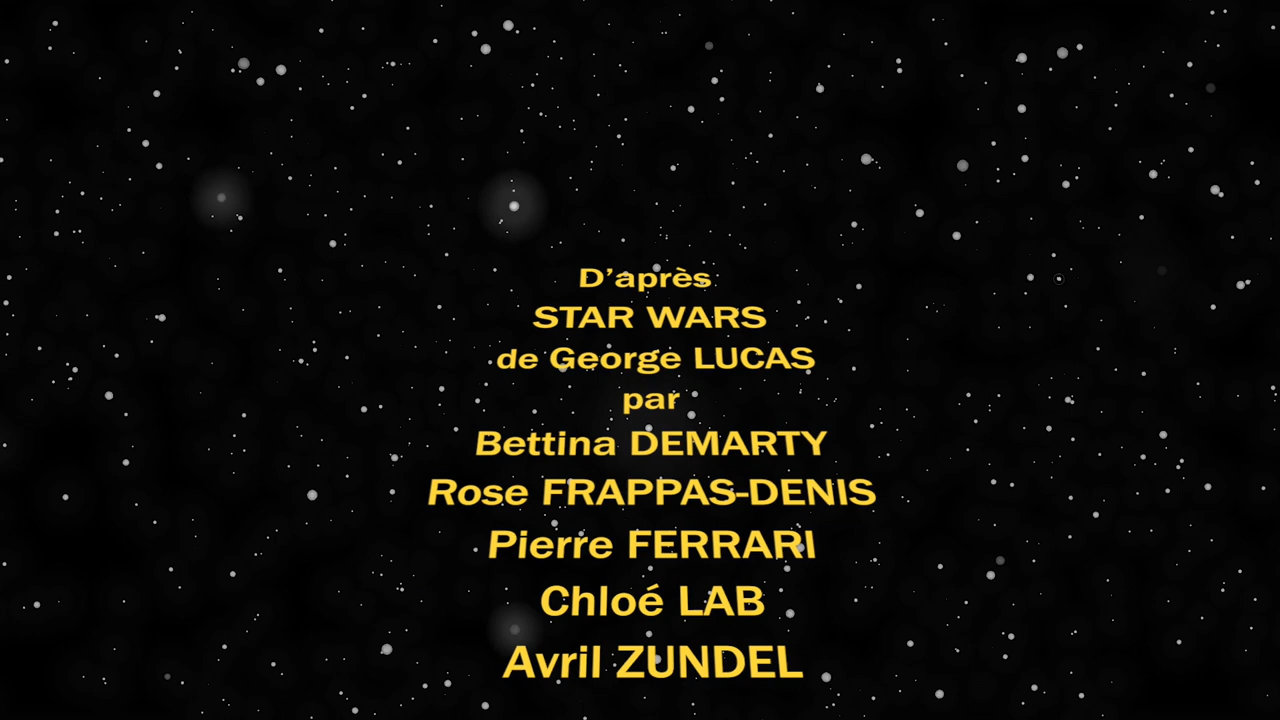 D’après
STAR WARS
de George LUCAS
par
Bettina DEMARTY
Rose FRAPPAS-DENIS
Pierre FERRARI
Chloé LAB
Avril ZUNDEL